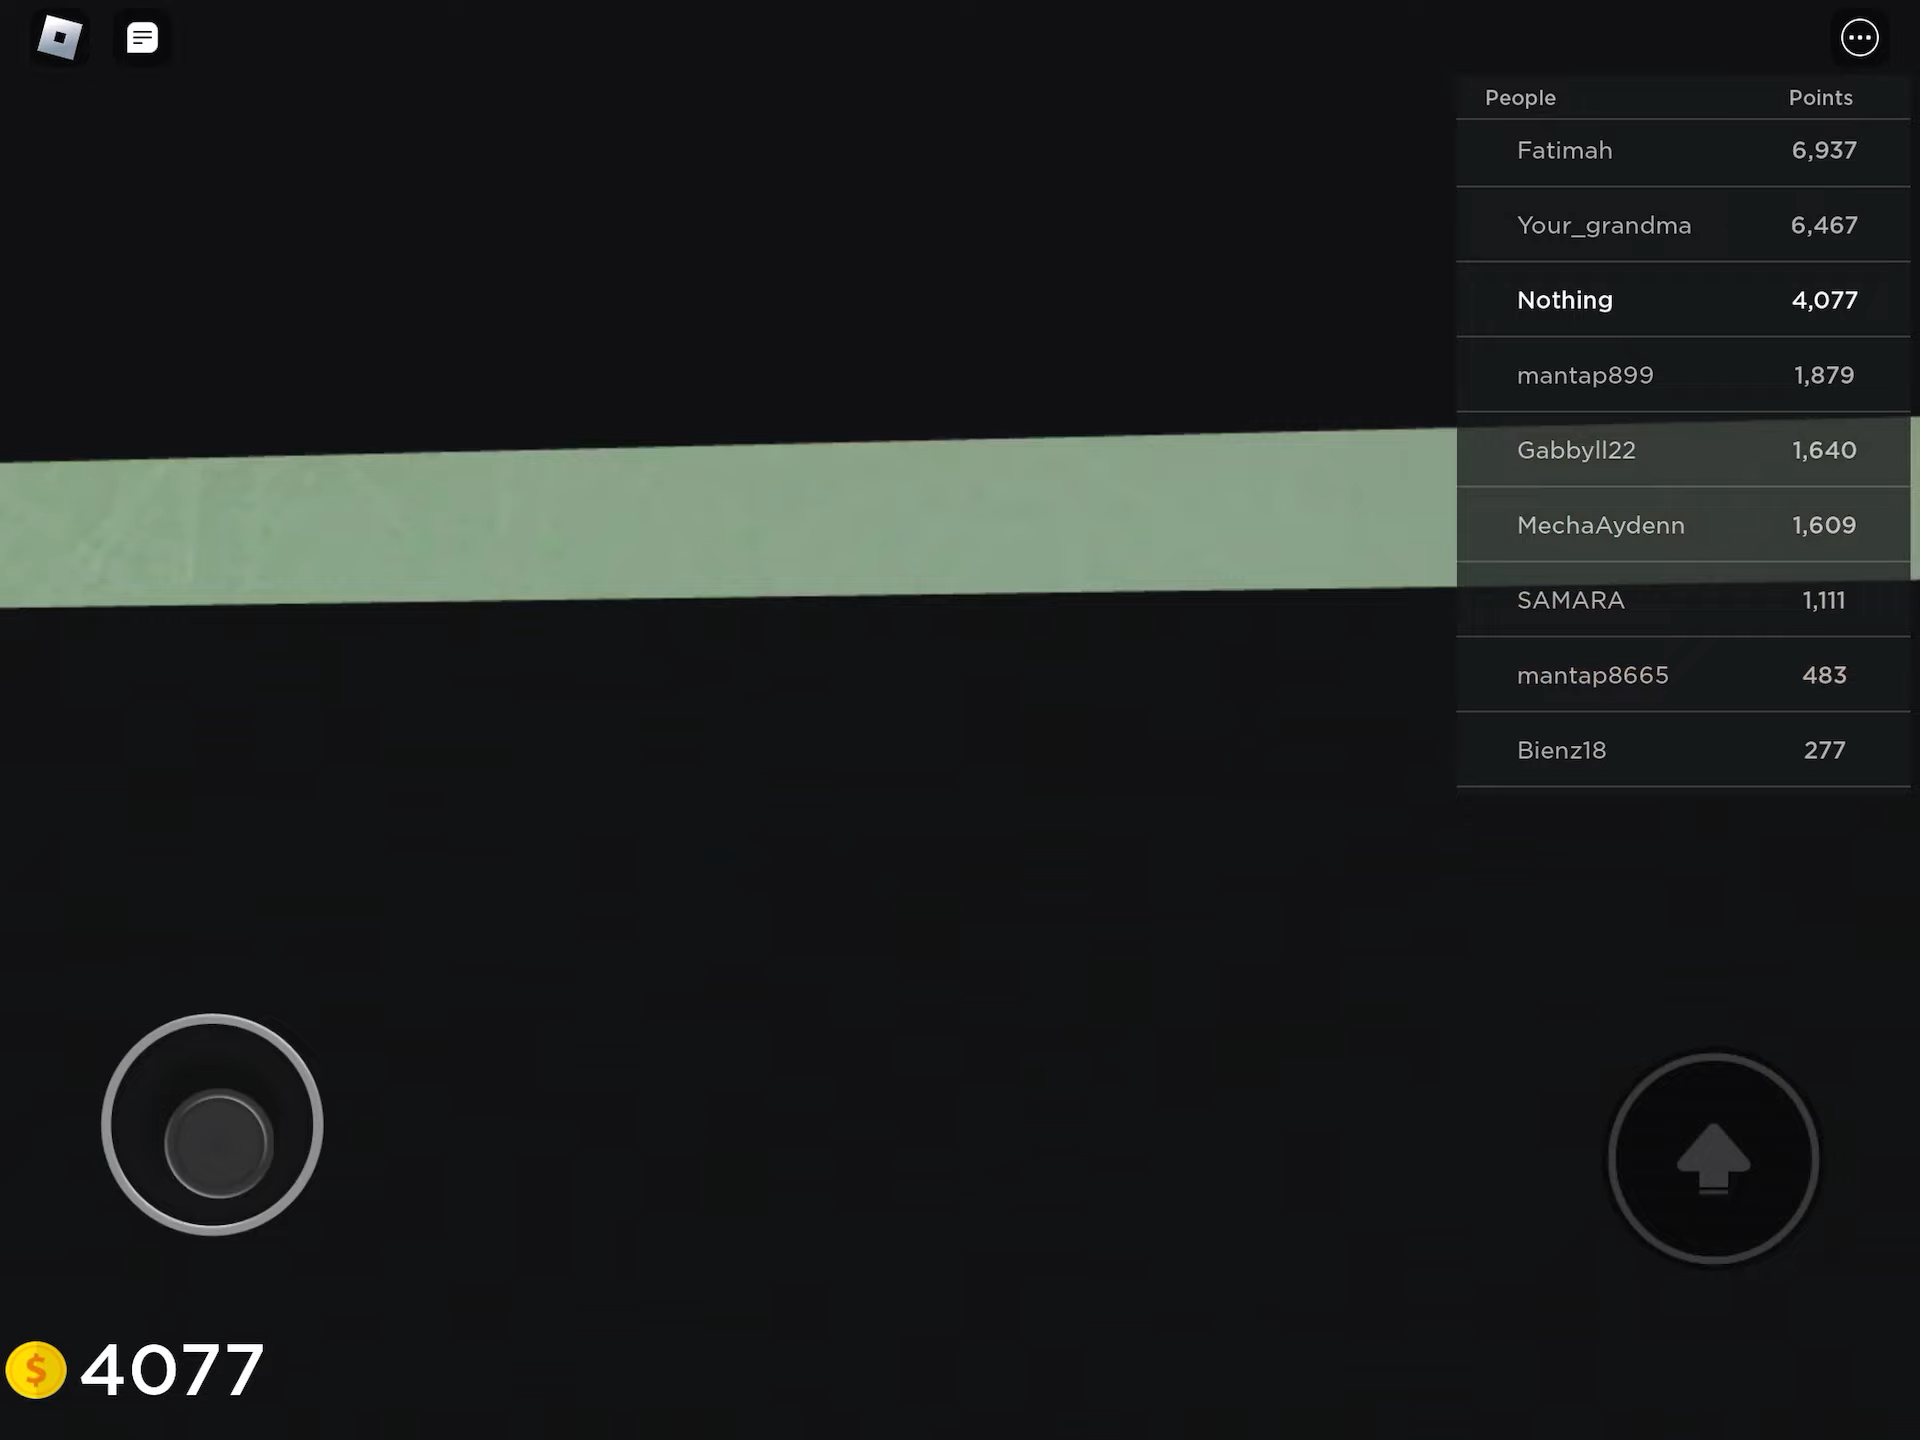 People Points
Fatimah 6,937
Your_grandma 6,467
Nothing 4,077
mantap899 1,879
Gabbyll22 1,640
MechaAydenn 1,609
SAMARA 1,111
mantap8665 483
Bienz18 277
$ 4077